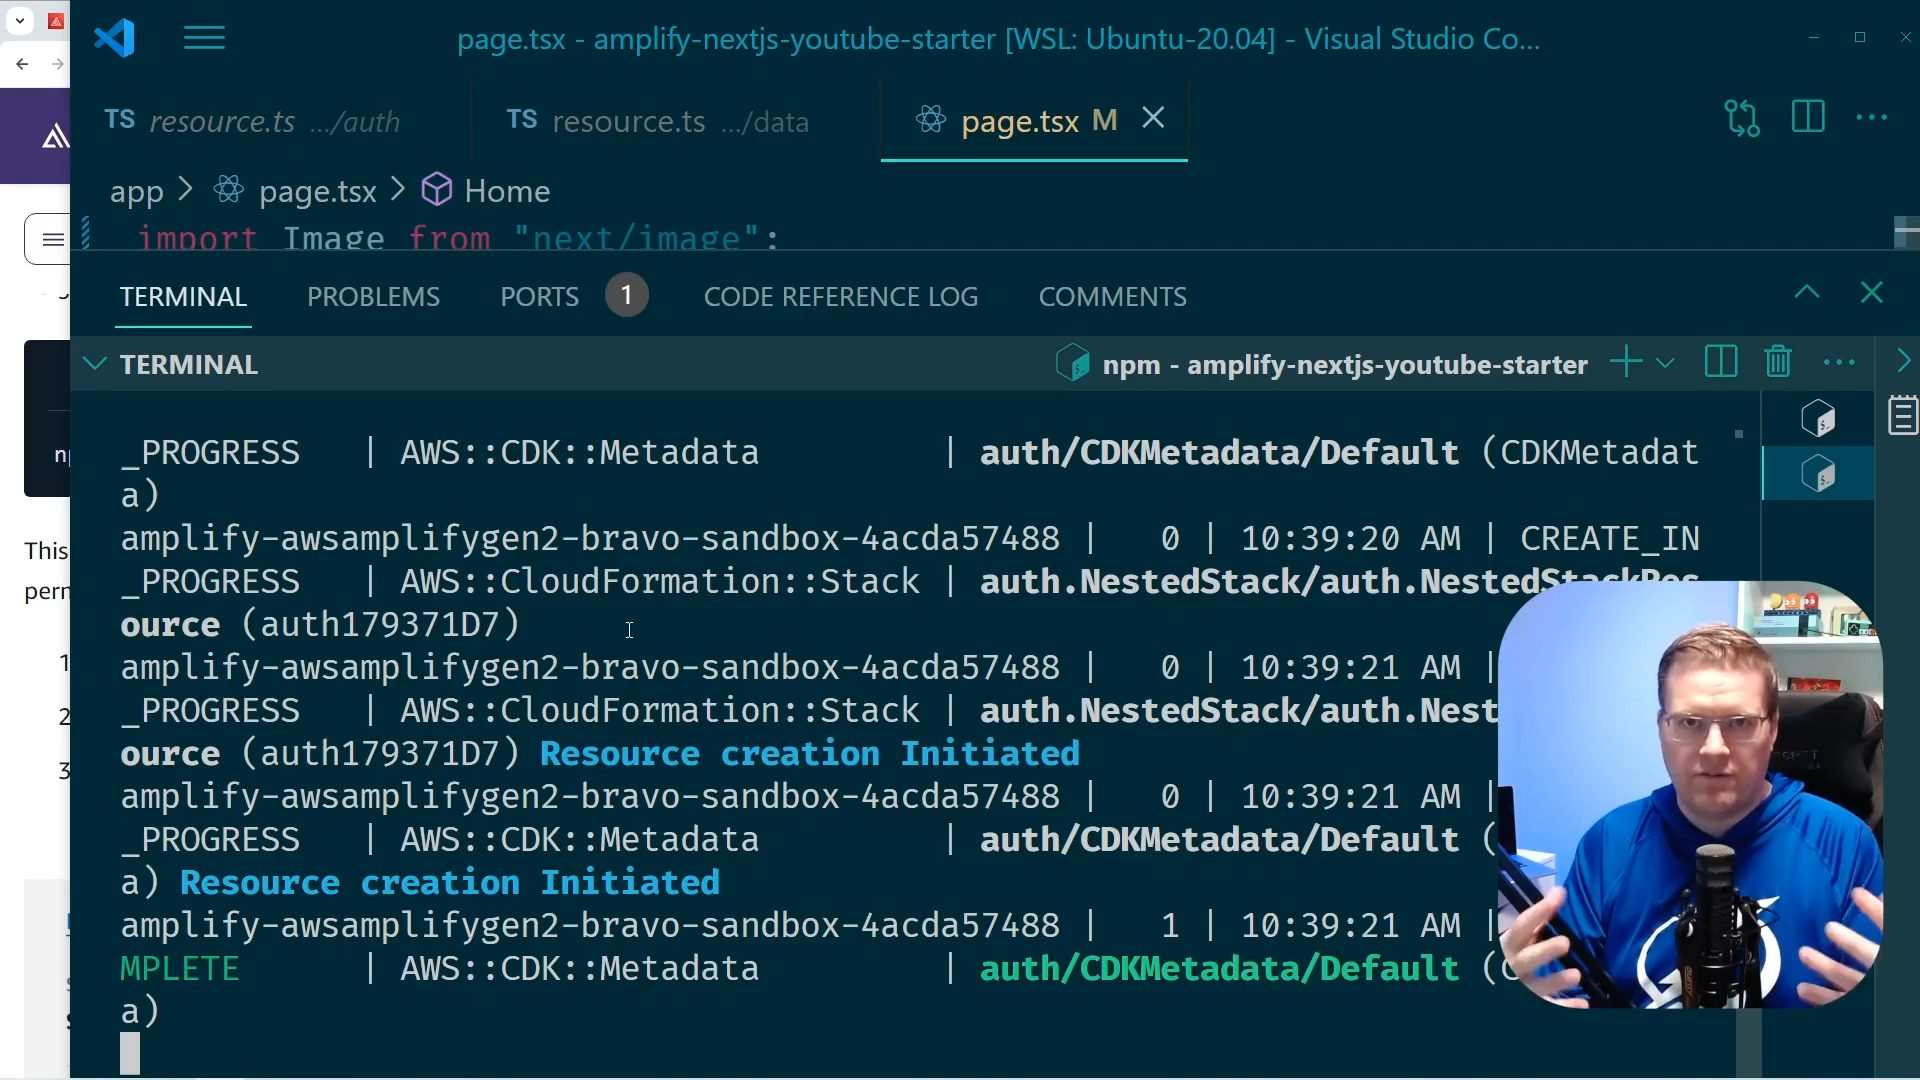 page.tsx - amplify-nextjs-youtube-starter [WSL: Ubuntu-20.04] - Visual Studio Co...
TS resource.ts .../auth
TS resource.ts .../data
page.tsx M
app > page.tsx > Home
import Image from "next/image";
TERMINAL PROBLEMS PORTS 1 CODE REFERENCE LOG COMMENTS
TERMINAL
npm - amplify-nextjs-youtube-starter
_PROGRESS | AWS::CDK::Metadata | auth/CDKMetadata/Default (CDKMetadat
a)
amplify-awsamplifygen2-bravo-sandbox-4acda57488 | 0 | 10:39:20 AM | CREATE_IN
_PROGRESS | AWS::CloudFormation::Stack | auth.NestedStack/auth.NestedStackRes
ource (auth179371D7)
amplify-awsamplifygen2-bravo-sandbox-4acda57488 | 0 | 10:39:21 AM |
_PROGRESS | AWS::CloudFormation::Stack | auth.NestedStack/auth.Nest
ource (auth179371D7) Resource creation Initiated
amplify-awsamplifygen2-bravo-sandbox-4acda57488 | 0 | 10:39:21 AM |
_PROGRESS | AWS::CDK::Metadata | auth/CDKMetadata/Default (
a) Resource creation Initiated
amplify-awsamplifygen2-bravo-sandbox-4acda57488 | 1 | 10:39:21 AM |
MPLETE | AWS::CDK::Metadata | auth/CDKMetadata/Default (C
a)
np
This
perm
1
2
3